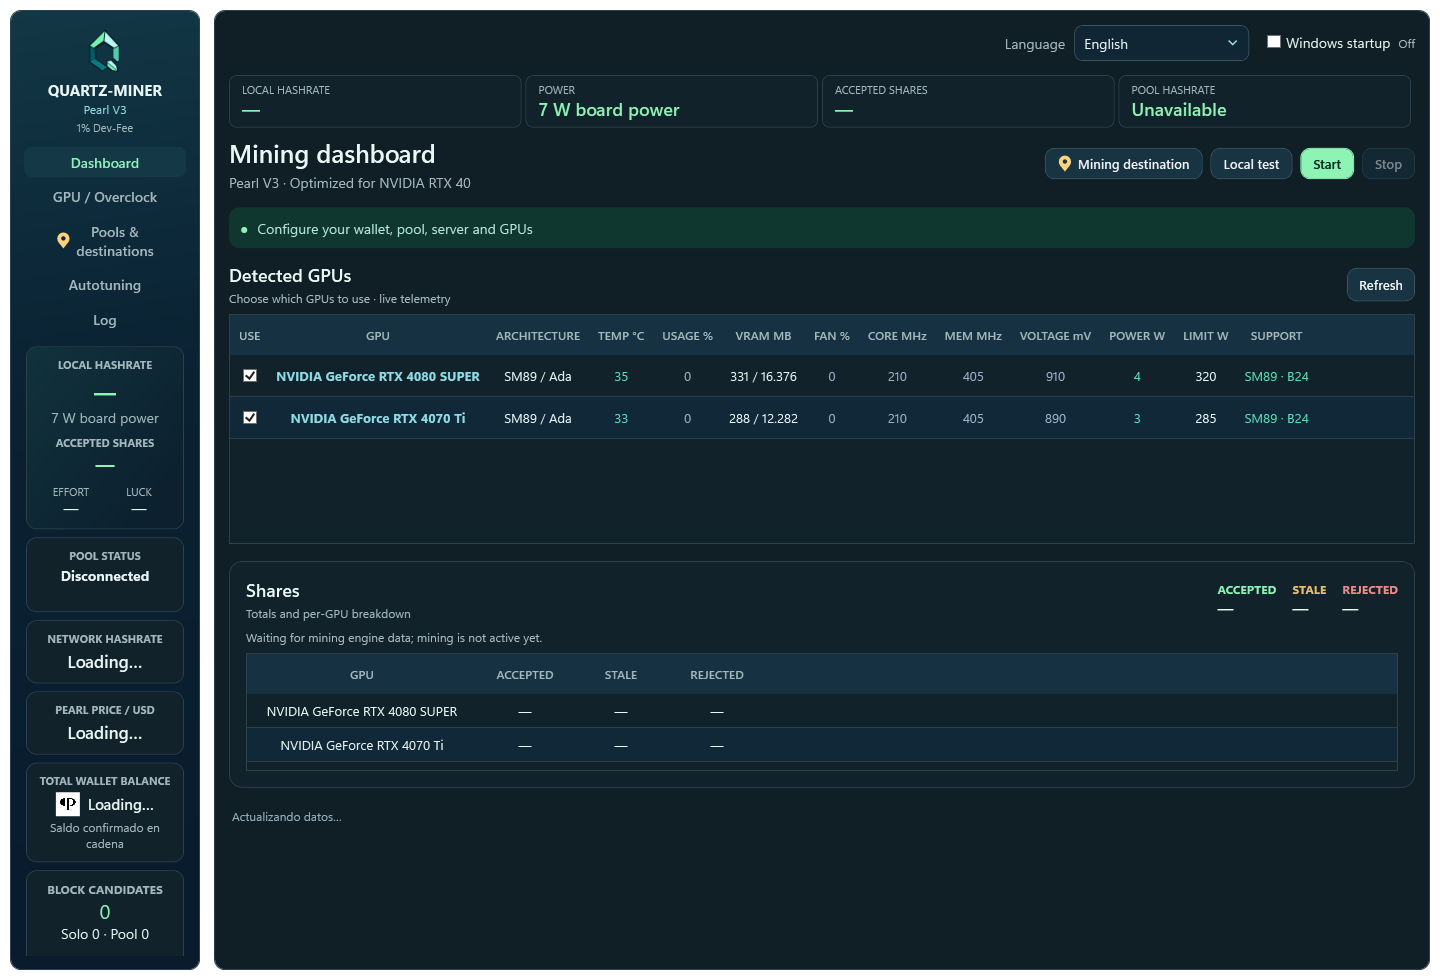 QUARTZ-MINER
Pearl V3
1% Dev-Fee
Dashboard
GPU / Overclock
Pools &
destinations
Autotuning
Log
LOCAL HASHRATE
—
7 W board power
ACCEPTED SHARES
—
EFFORT LUCK
— —
POOL STATUS
Disconnected
NETWORK HASHRATE
Loading...
PEARL PRICE / USD
Loading...
TOTAL WALLET BALANCE
Loading...
Saldo confirmado en
cadena
BLOCK CANDIDATES
0
Solo 0 · Pool 0
Language English Windows startup Off
LOCAL HASHRATE POWER ACCEPTED SHARES POOL HASHRATE
— 7 W board power — Unavailable
Mining dashboard
Pearl V3 · Optimized for NVIDIA RTX 40
Mining destination Local test Start Stop
• Configure your wallet, pool, server and GPUs
Detected GPUs
Choose which GPUs to use · live telemetry
Refresh
USE GPU ARCHITECTURE TEMP °C USAGE % VRAM MB FAN % CORE MHz MEM MHz VOLTAGE mV POWER W LIMIT W SUPPORT
NVIDIA GeForce RTX 4080 SUPER SM89 / Ada 35 0 331 / 16.376 0 210 405 910 4 320 SM89 · B24
NVIDIA GeForce RTX 4070 Ti SM89 / Ada 33 0 288 / 12.282 0 210 405 890 3 285 SM89 · B24
Shares
Totals and per-GPU breakdown
ACCEPTED STALE REJECTED
— — —
Waiting for mining engine data; mining is not active yet.
GPU ACCEPTED STALE REJECTED
NVIDIA GeForce RTX 4080 SUPER — — —
NVIDIA GeForce RTX 4070 Ti — — —
Actualizando datos...